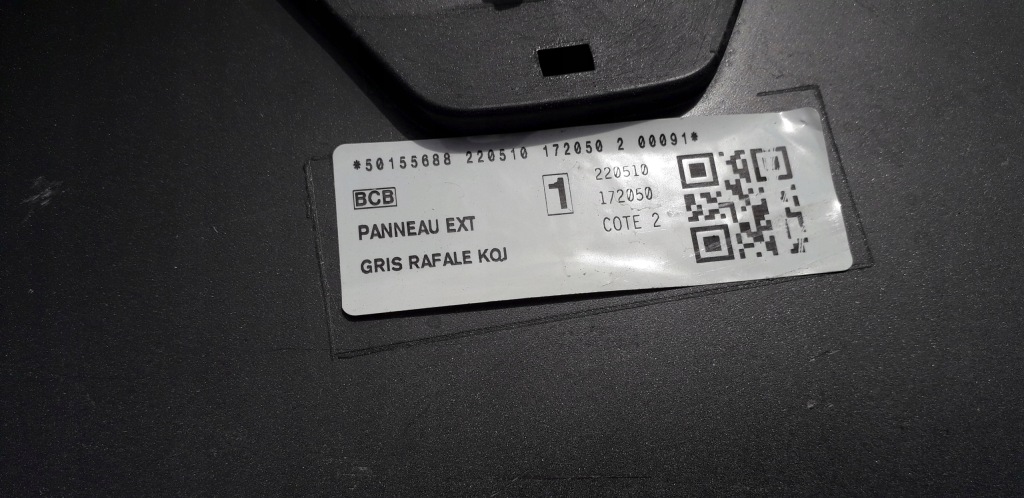 *50155688 220510 172050 2 00091*
BCB
1
220510
172050
COTE 2
PANNEAU EXT
GRIS RAFALE KQJ